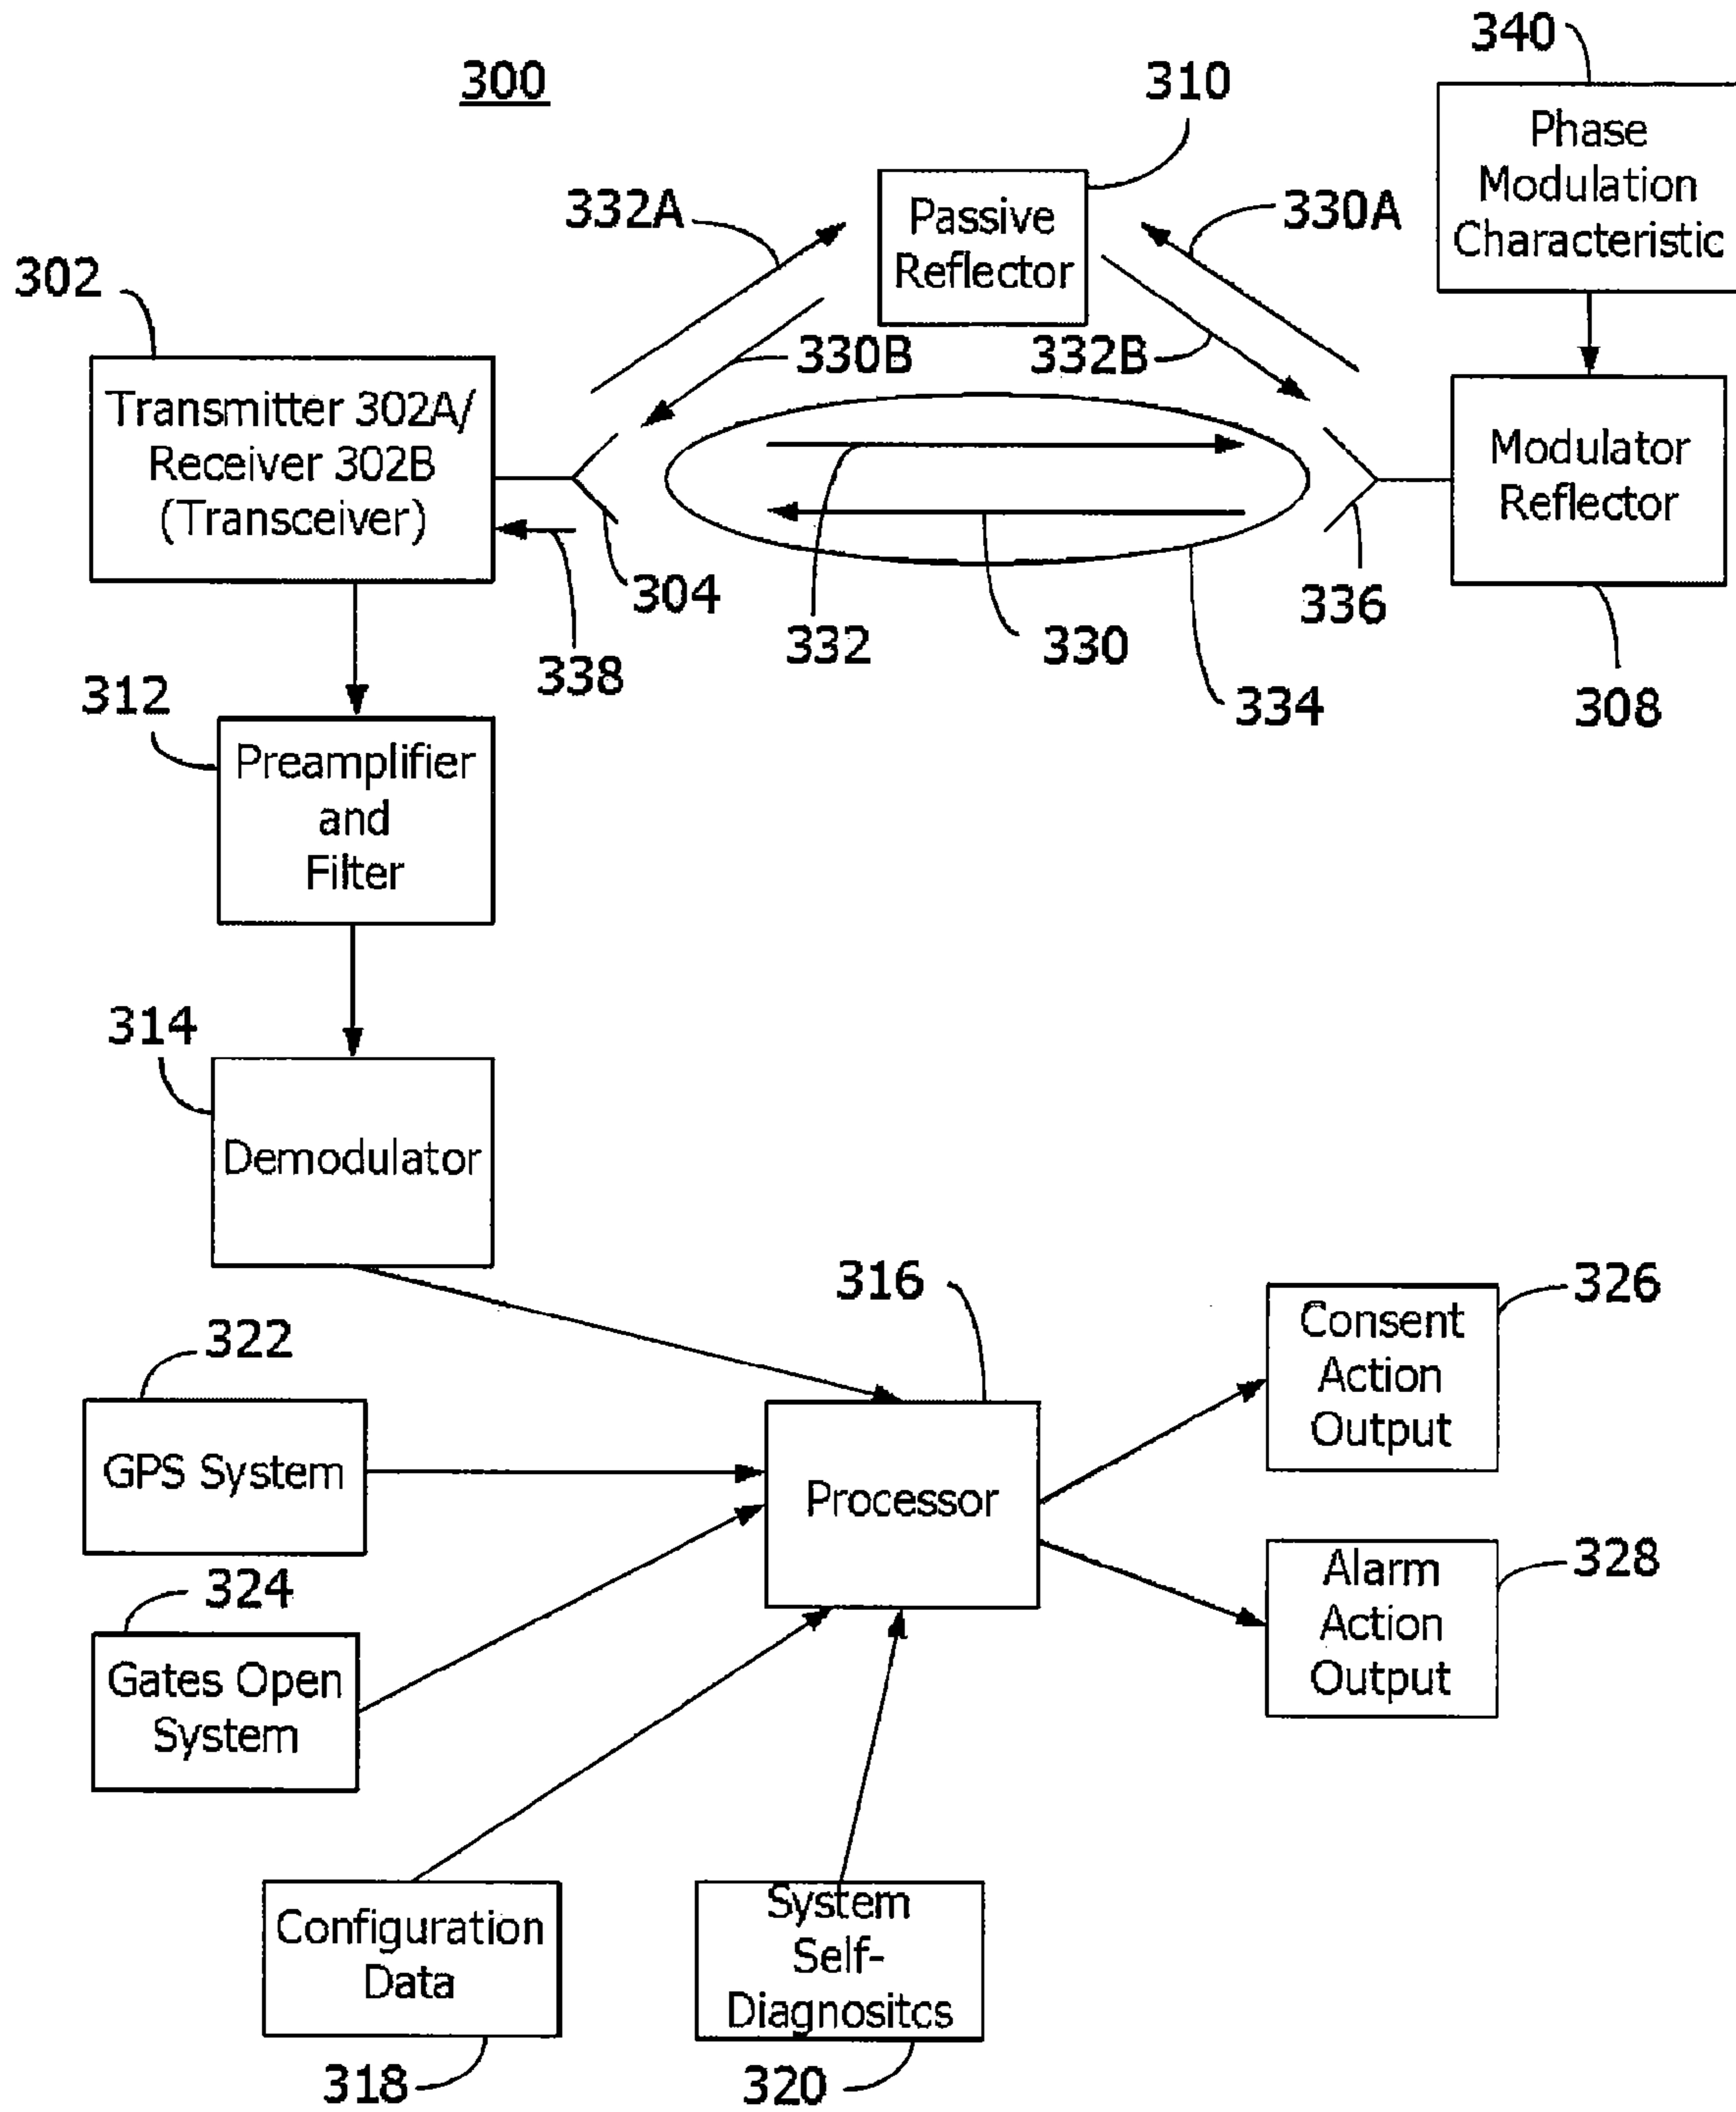 340
300
310
Phase
Modulation
Characteristic
332A
Passive
Reflector
330A
302
330B
332B
Transmitter 302A/
Receiver 302B
(Transceiver)
Modulator
Reflector
304
336
332
330
338
334
308
312
Preamplifier
and
Filter
314
Demodulator
316
326
Consent
Action
Output
322
GPS System
Processor
328
Alarm
Action
Output
324
Gates Open
System
Configuration
Data
System
Self-
Diagnositcs
318
320